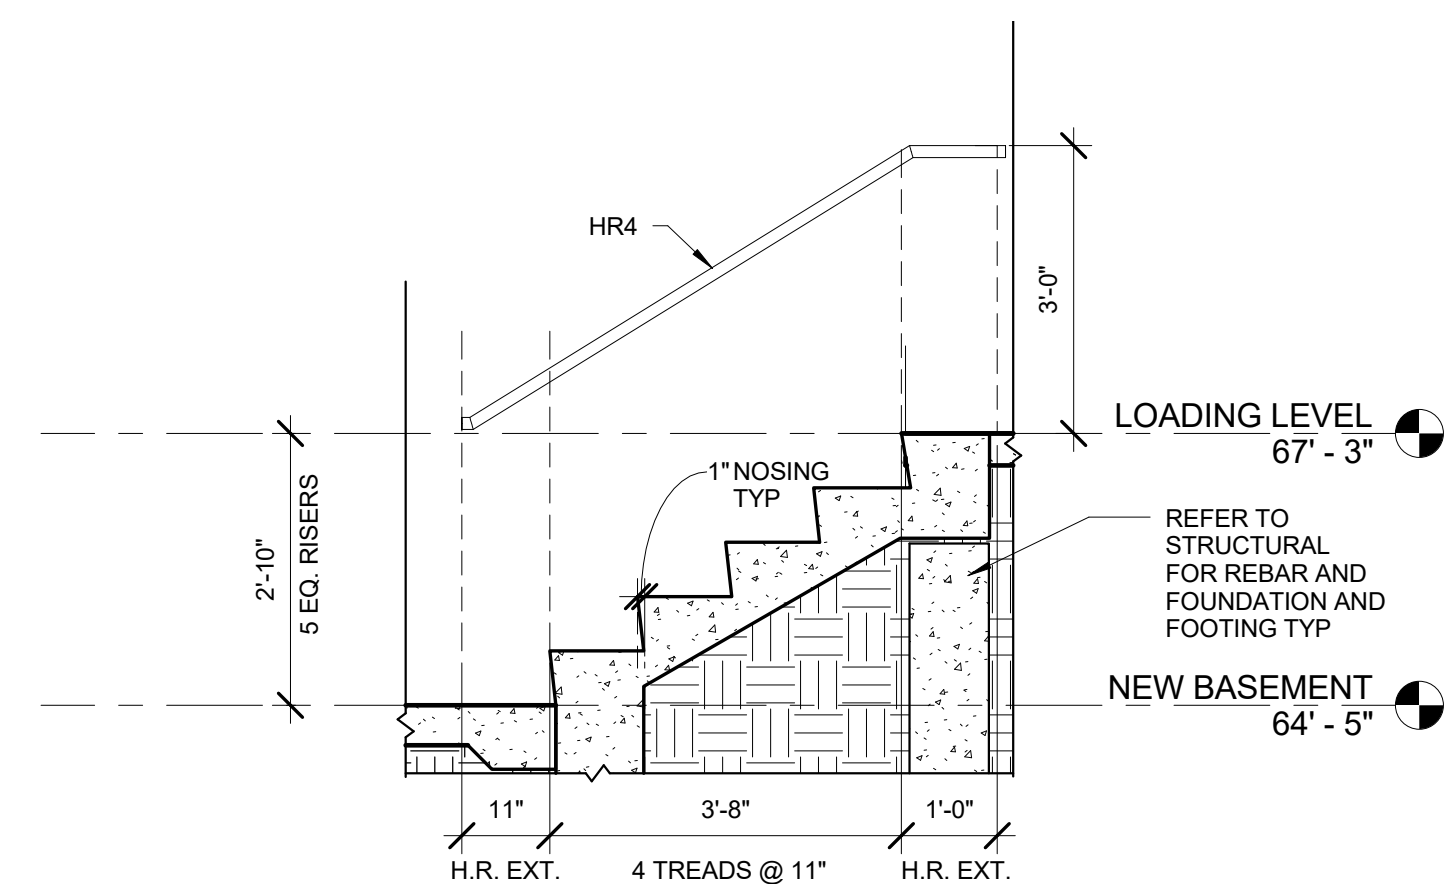 HR4
3'-0"
LOADING LEVEL
67' - 3"
1" NOSING
TYP
2'-10"
5 EQ. RISERS
REFER TO
STRUCTURAL
FOR REBAR AND
FOUNDATION AND
FOOTING TYP
NEW BASEMENT
64' - 5"
11"
3'-8"
1'-0"
H.R. EXT.
4 TREADS @ 11"
H.R. EXT.